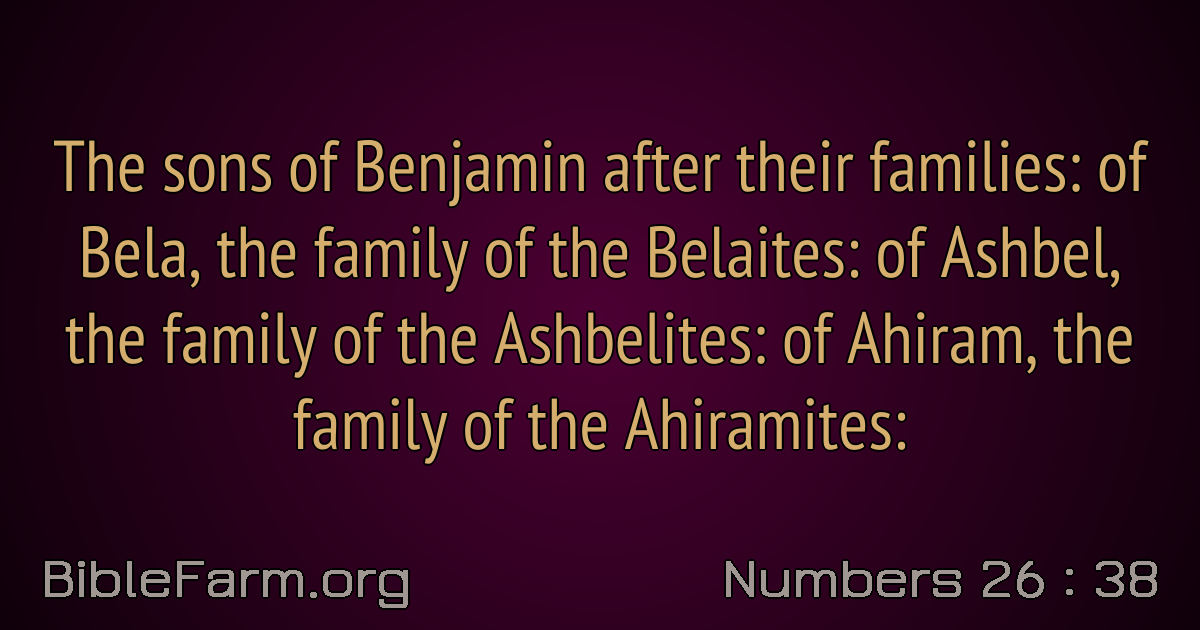 The sons of Benjamin after their families: of
Bela, the family of the Belaites: of Ashbel,
the family of the Ashbelites: of Ahiram, the
family of the Ahiramites:
BibleFarm.org
Numbers 26 : 38